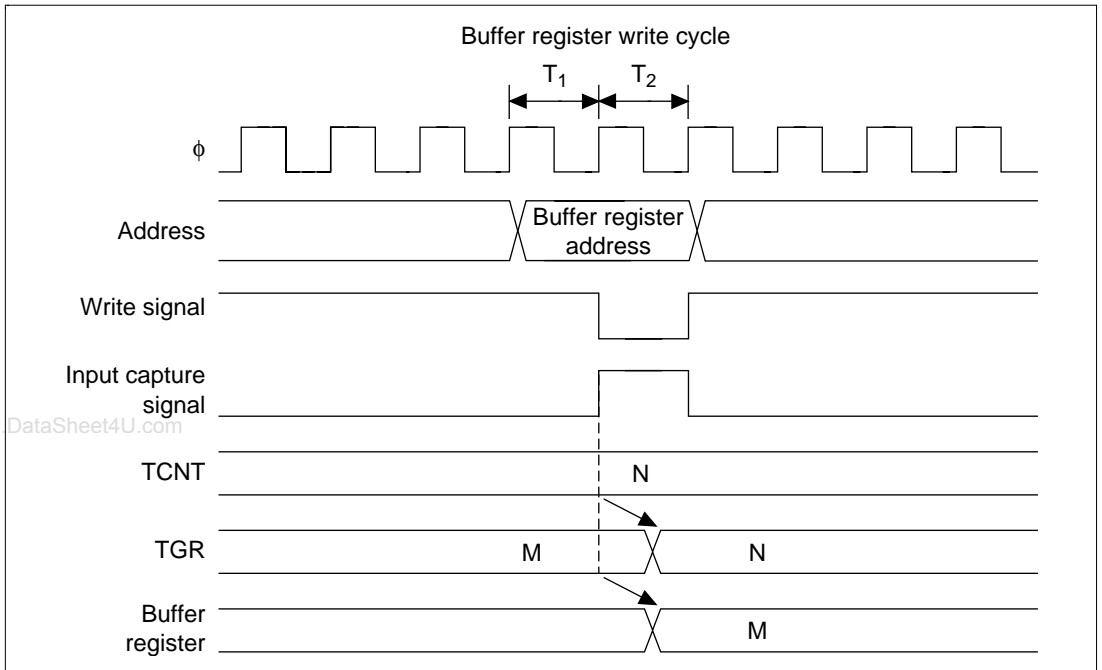 Buffer register write cycle
T1 T2
ϕ
Address
Buffer register
address
Write signal
Input capture
signal
.DataSheet4U.com
TCNT
N
TGR
M N
Buffer
register
M